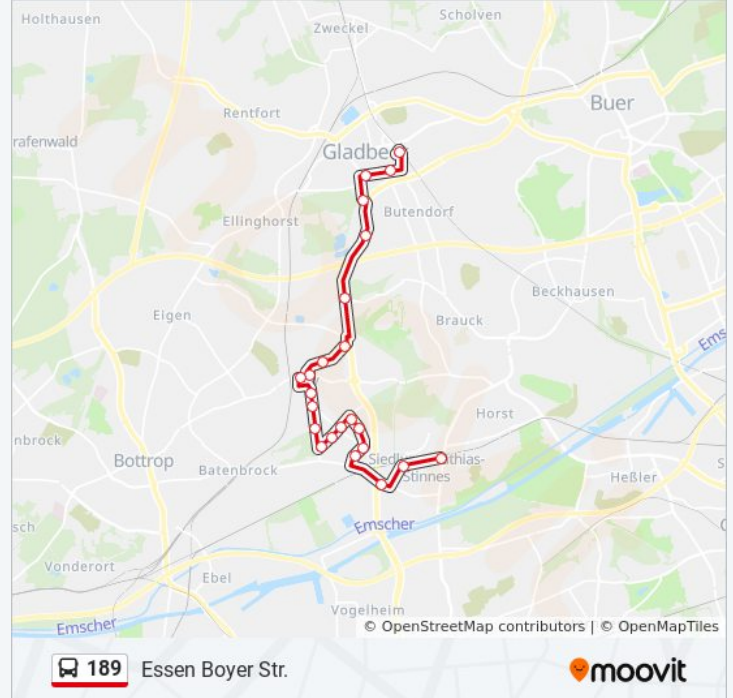 Holthausen
Scholven
Zweckel
Buer
Rentfort
rafenwald
Gladbe
Butendorf
Ellinghorst
Beckhausen
Eigen
Brauck
Ems
Horst
nbrock
Bottrop
Batenbrock
Siedl thias-
Stinnes
Heßler
S
sch
Emscher
Vonderort
Ebel
Vogelheim
Emscher
© OpenStreetMap contributors | © OpenMapTiles
189 Essen Boyer Str.
moovit